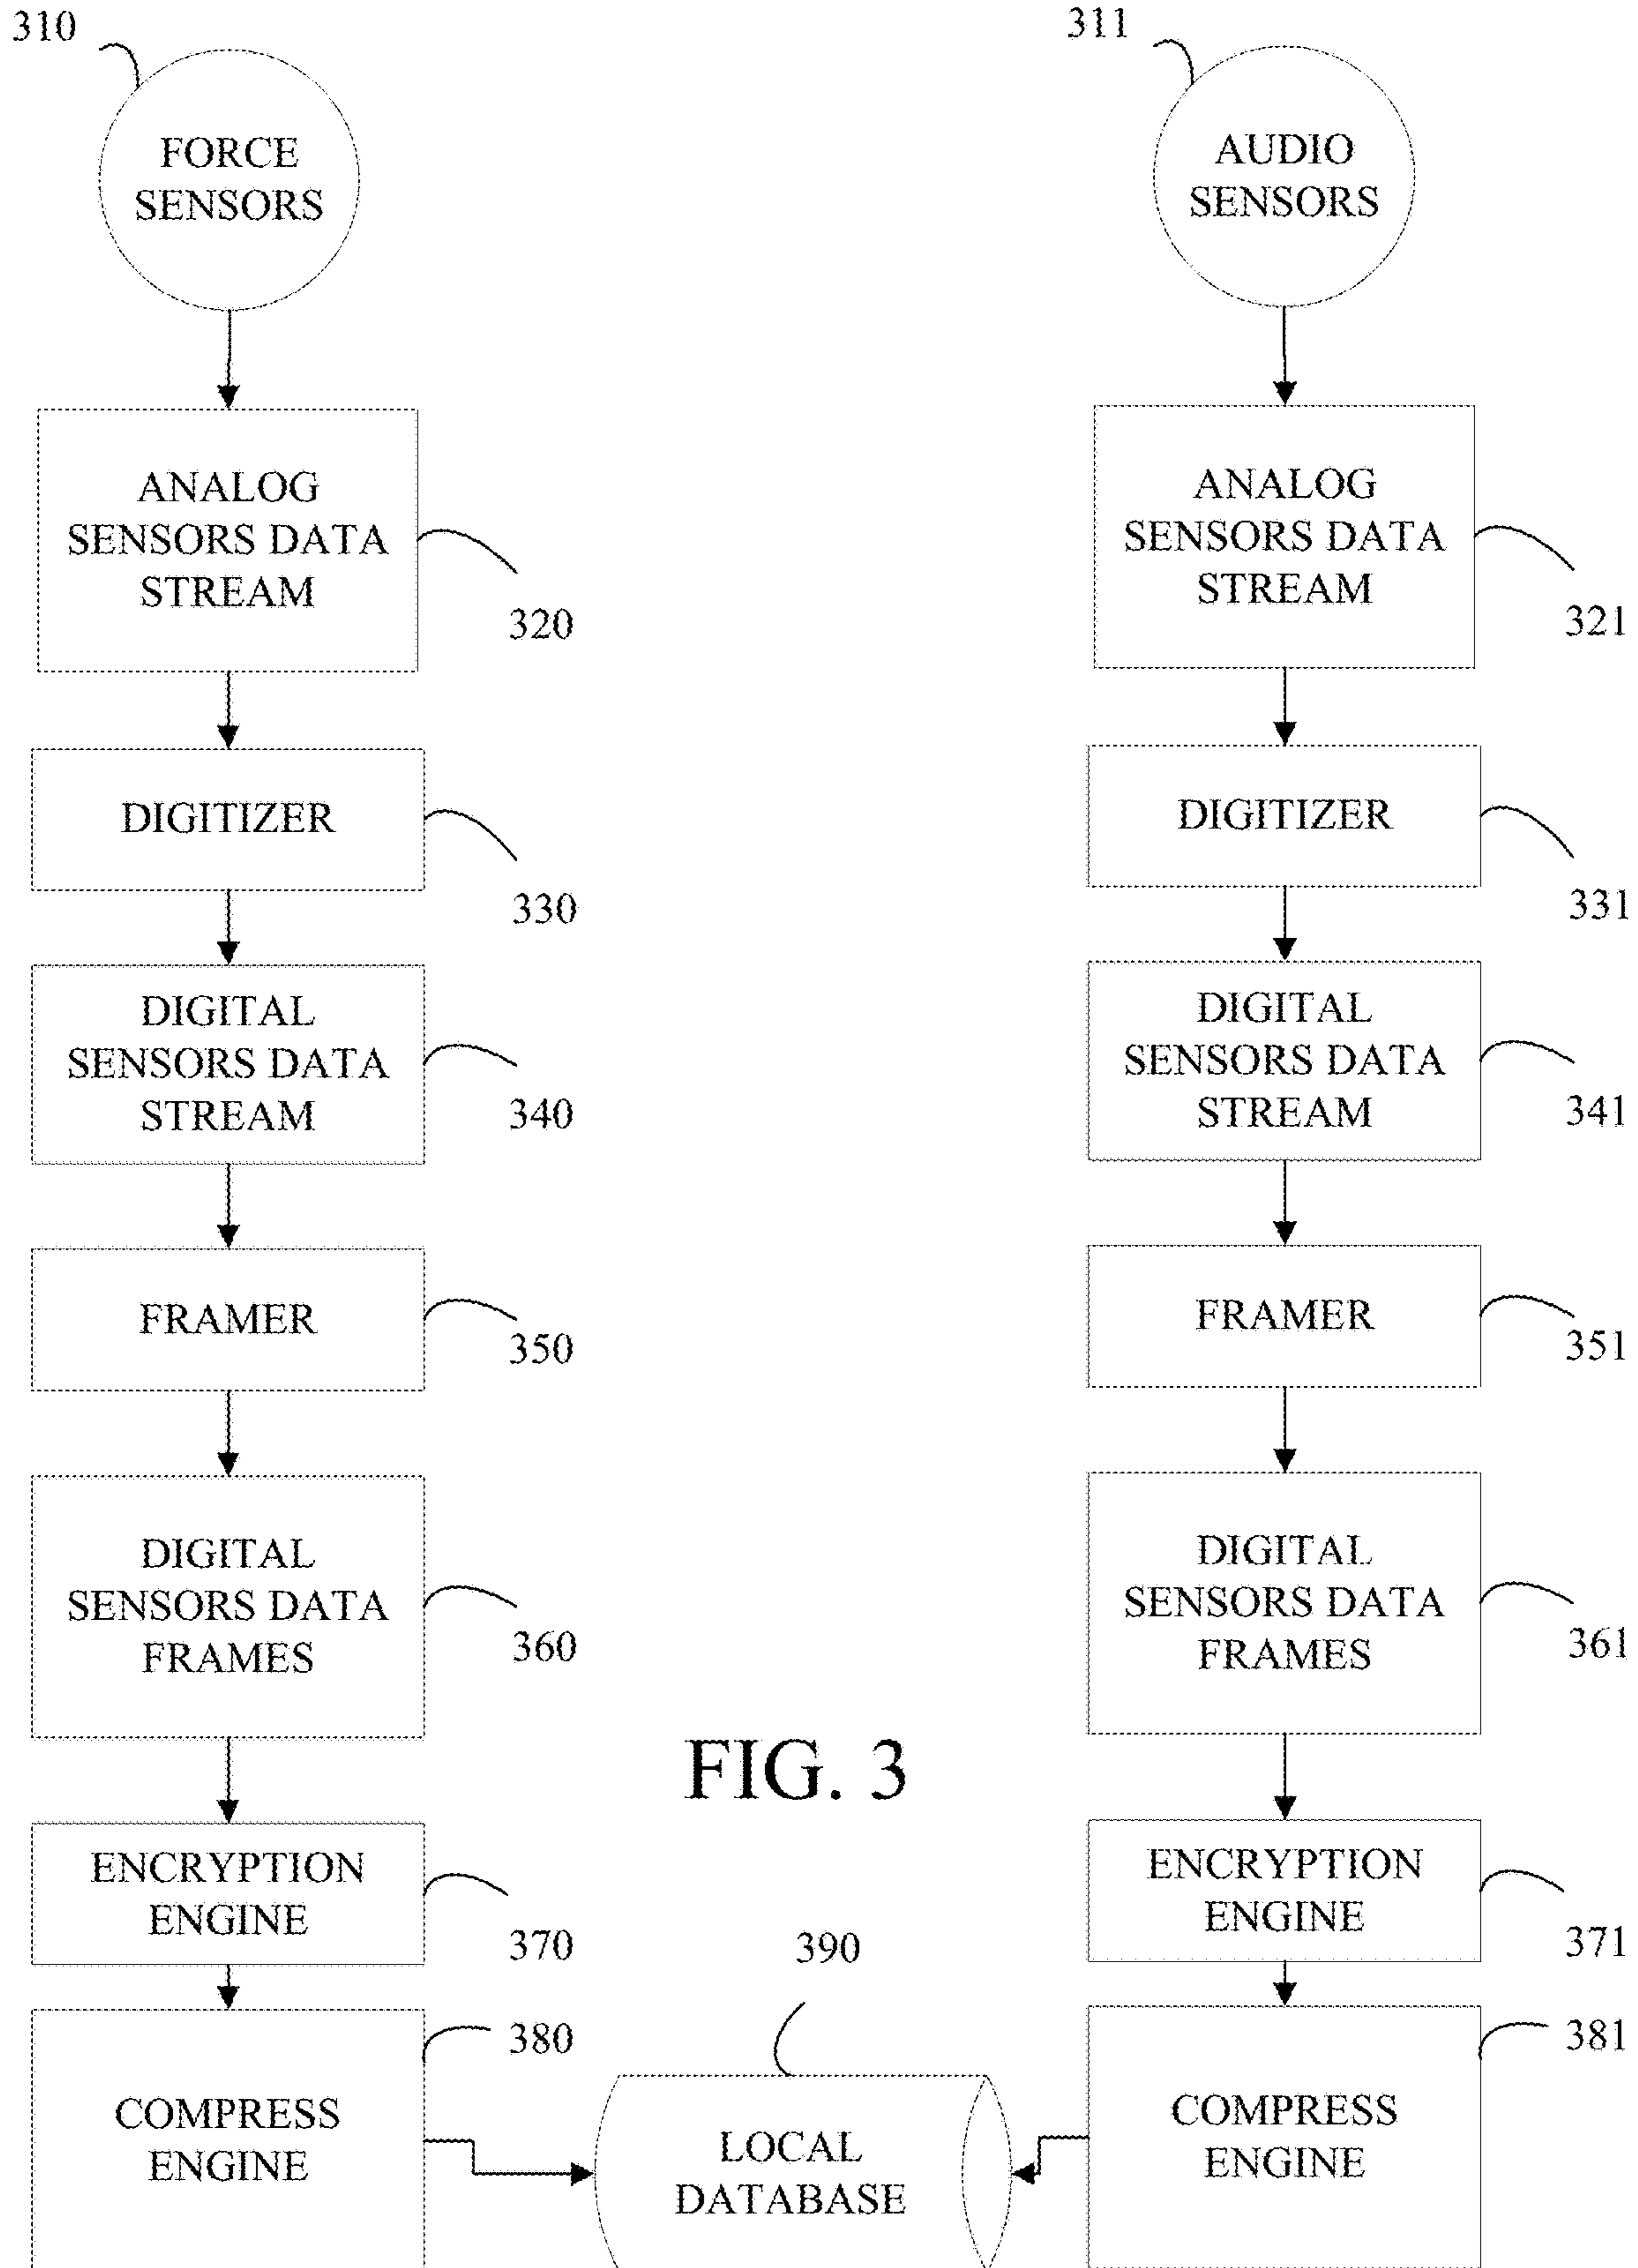 310
FORCE
SENSORS
ANALOG
SENSORS DATA
STREAM
320
DIGITIZER
330
DIGITAL
SENSORS DATA
STREAM
340
FRAMER
350
DIGITAL
SENSORS DATA
FRAMES
360
ENCRYPTION
ENGINE
370
COMPRESS
ENGINE
380
311
AUDIO
SENSORS
ANALOG
SENSORS DATA
STREAM
321
DIGITIZER
331
DIGITAL
SENSORS DATA
STREAM
341
FRAMER
351
DIGITAL
SENSORS DATA
FRAMES
361
ENCRYPTION
ENGINE
371
COMPRESS
ENGINE
381
390
LOCAL
DATABASE
FIG. 3